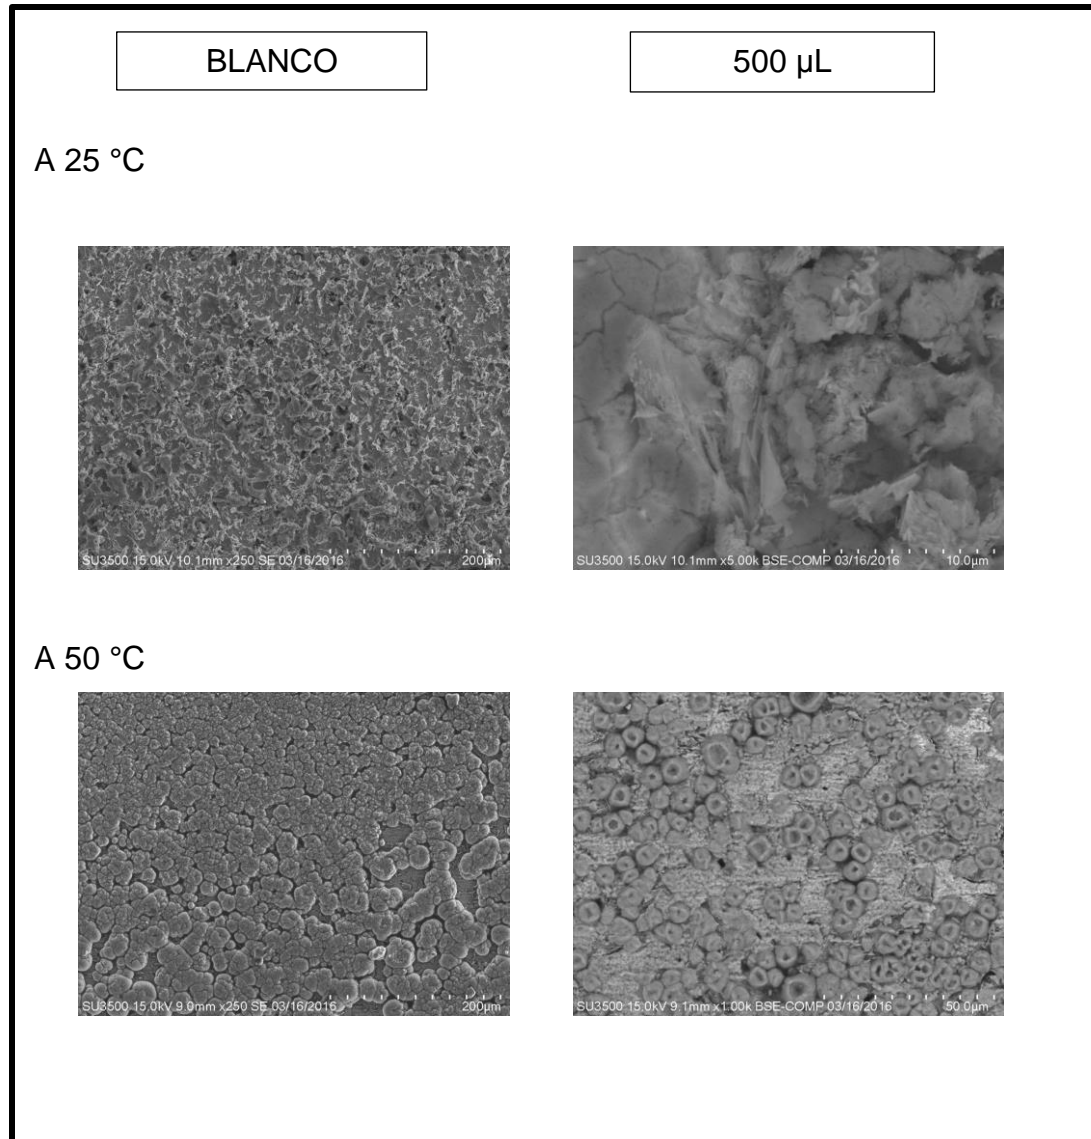 BLANCO
500 µL
A 25 °C
SU3500 15.0kV 10.1mm x250 SE 03/16/2016 200µm
SU3500 15.0kV 10.1mm x5.00k BSE-COMP 03/16/2016 10.0µm
A 50 °C
SU3500 15.0kV 9.0mm x250 SE 03/16/2016 200µm
SU3500 15.0kV 9.1mm x1.00k BSE-COMP 03/16/2016 50.0µm